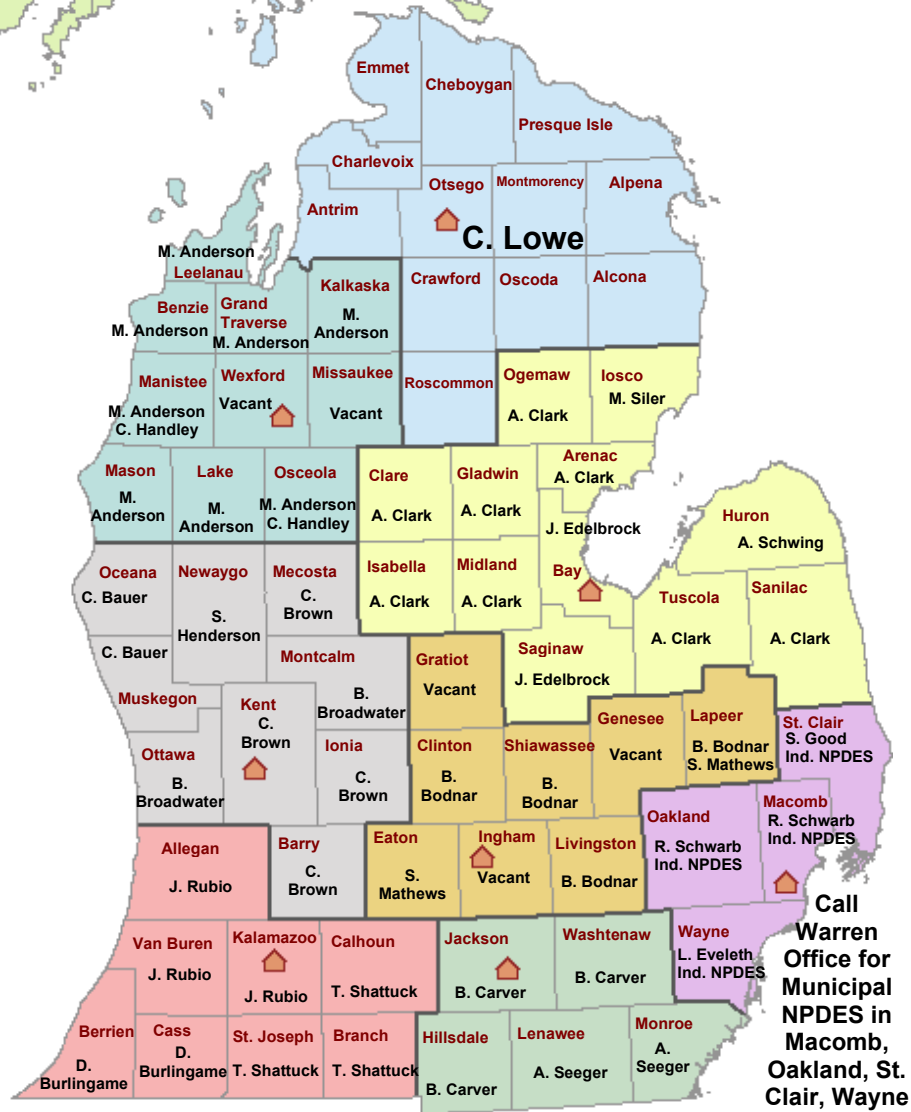 Emmet
Cheboygan
Presque Isle
Charlevoix
Otsego
Montmorency
Alpena
Antrim
C. Lowe
M. Anderson
Leelanau
Kalkaska
M.
Anderson
Crawford
Oscoda
Alcona
Benzie
M. Anderson
Grand
Traverse
M. Anderson
Manistee
M. Anderson
C. Handley
Wexford
Vacant
Missaukee
Vacant
Roscommon
Ogemaw
A. Clark
Iosco
M. Siler
Mason
M.
Anderson
Lake
M.
Anderson
Osceola
M. Anderson
C. Handley
Clare
A. Clark
Gladwin
A. Clark
Arenac
A. Clark
J. Edelbrock
Bay
Huron
A. Schwing
Oceana
C. Bauer
Newaygo
S.
Henderson
Mecosta
C.
Brown
Isabella
A. Clark
Midland
A. Clark
Tuscola
A. Clark
Sanilac
A. Clark
C. Bauer
Muskegon
Montcalm
B.
Broadwater
Gratiot
Vacant
Saginaw
J. Edelbrock
Kent
C.
Brown
Ottawa
B.
Broadwater
Ionia
C.
Brown
Clinton
B.
Bodnar
Shiawassee
B.
Bodnar
Genesee
Vacant
Lapeer
B. Bodnar
S. Mathews
St. Clair
S. Good
Ind. NPDES
Allegan
J. Rubio
Barry
C.
Brown
Eaton
S.
Mathews
Ingham
Vacant
Livingston
B. Bodnar
Oakland
R. Schwarb
Ind. NPDES
Macomb
R. Schwarb
Ind. NPDES
Van Buren
J. Rubio
Kalamazoo
J. Rubio
Calhoun
T. Shattuck
Jackson
B. Carver
Washtenaw
B. Carver
Wayne
L. Eveleth
Ind. NPDES
Berrien
D.
Burlingame
Cass
D.
Burlingame
St. Joseph
T. Shattuck
Branch
T. Shattuck
Hillsdale
B. Carver
Lenawee
A. Seeger
Monroe
A.
Seeger
Call
Warren
Office for
Municipal
NPDES in
Macomb,
Oakland, St.
Clair, Wayne